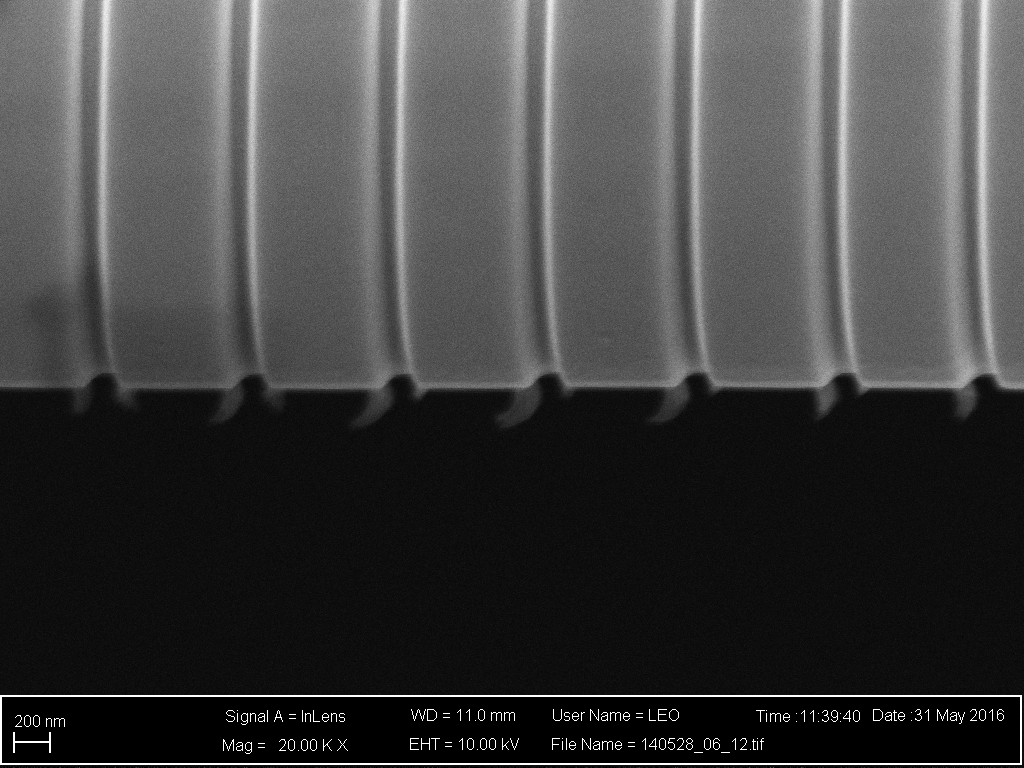 200 nm Signal A = InLens WD = 11.0 mm User Name = LEO Time :11:39:40 Date :31 May 2016
Mag = 20.00 K X EHT = 10.00 kV File Name = 140528_06_12.tif